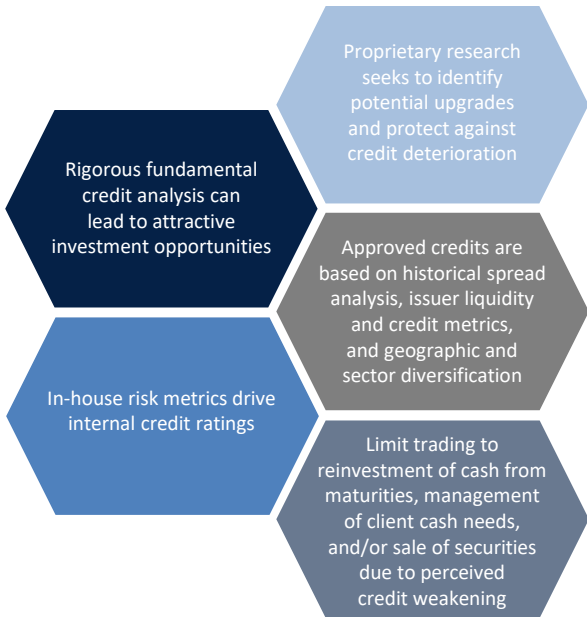 Proprietary research
seeks to identify
potential upgrades
and protect against
credit deterioration
Rigorous fundamental
credit analysis can
lead to attractive
investment opportunities
Approved credits are
based on historical spread
analysis, issuer liquidity
and credit metrics,
and geographic and
sector diversification
In-house risk metrics drive
internal credit ratings
Limit trading to
reinvestment of cash from
maturities, management
of client cash needs,
and/or sale of securities
due to perceived
credit weakening